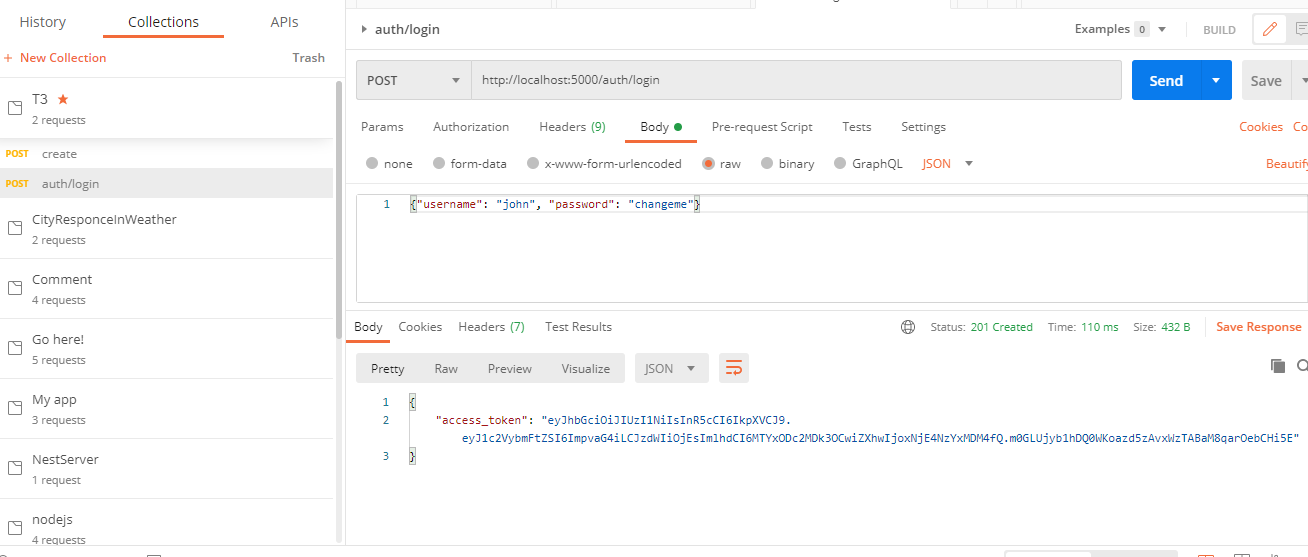 History Collections APIs
+ New Collection Trash
T3
2 requests
POST create
POST auth/login
CityResponceInWeather
2 requests
Comment
4 requests
Go here!
5 requests
My app
3 requests
NestServer
1 request
nodejs
4 requests
auth/login Examples 0 BUILD
POST http://localhost:5000/auth/login Send Save
Params Authorization Headers (9) Body Pre-request Script Tests Settings Cookies Co
none form-data x-www-form-urlencoded raw binary GraphQL JSON Beautify
1 {"username": "john", "password": "changeme"}
Body Cookies Headers (7) Test Results Status: 201 Created Time: 110 ms Size: 432 B Save Response
Pretty Raw Preview Visualize JSON
1 {
2 "access_token": "eyJhbGciOiJIUzI1NiIsInR5cCI6IkpXVCJ9.
eyJ1c2VybmFtZSI6ImpvaG4iLCJzdWIiOjEsImlhdCI6MTYxODc2MDk3OCwiZXhwIjoxNjE4NzYxMDM4fQ.m0GLUjyb1hDQ0WKoazd5zAvxWzTABaM8qarOebCHi5E"
3 }